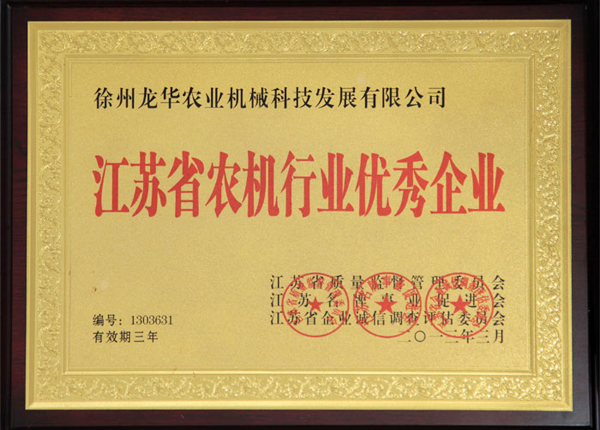 徐州龙华农业机械科技发展有限公司
江苏省农机行业优秀企业
江苏省质量监督管理委员会
江苏名牌事业促进会
江苏省企业诚信调查评估委员会
二〇一三年三月
编号：1303631
有效期三年